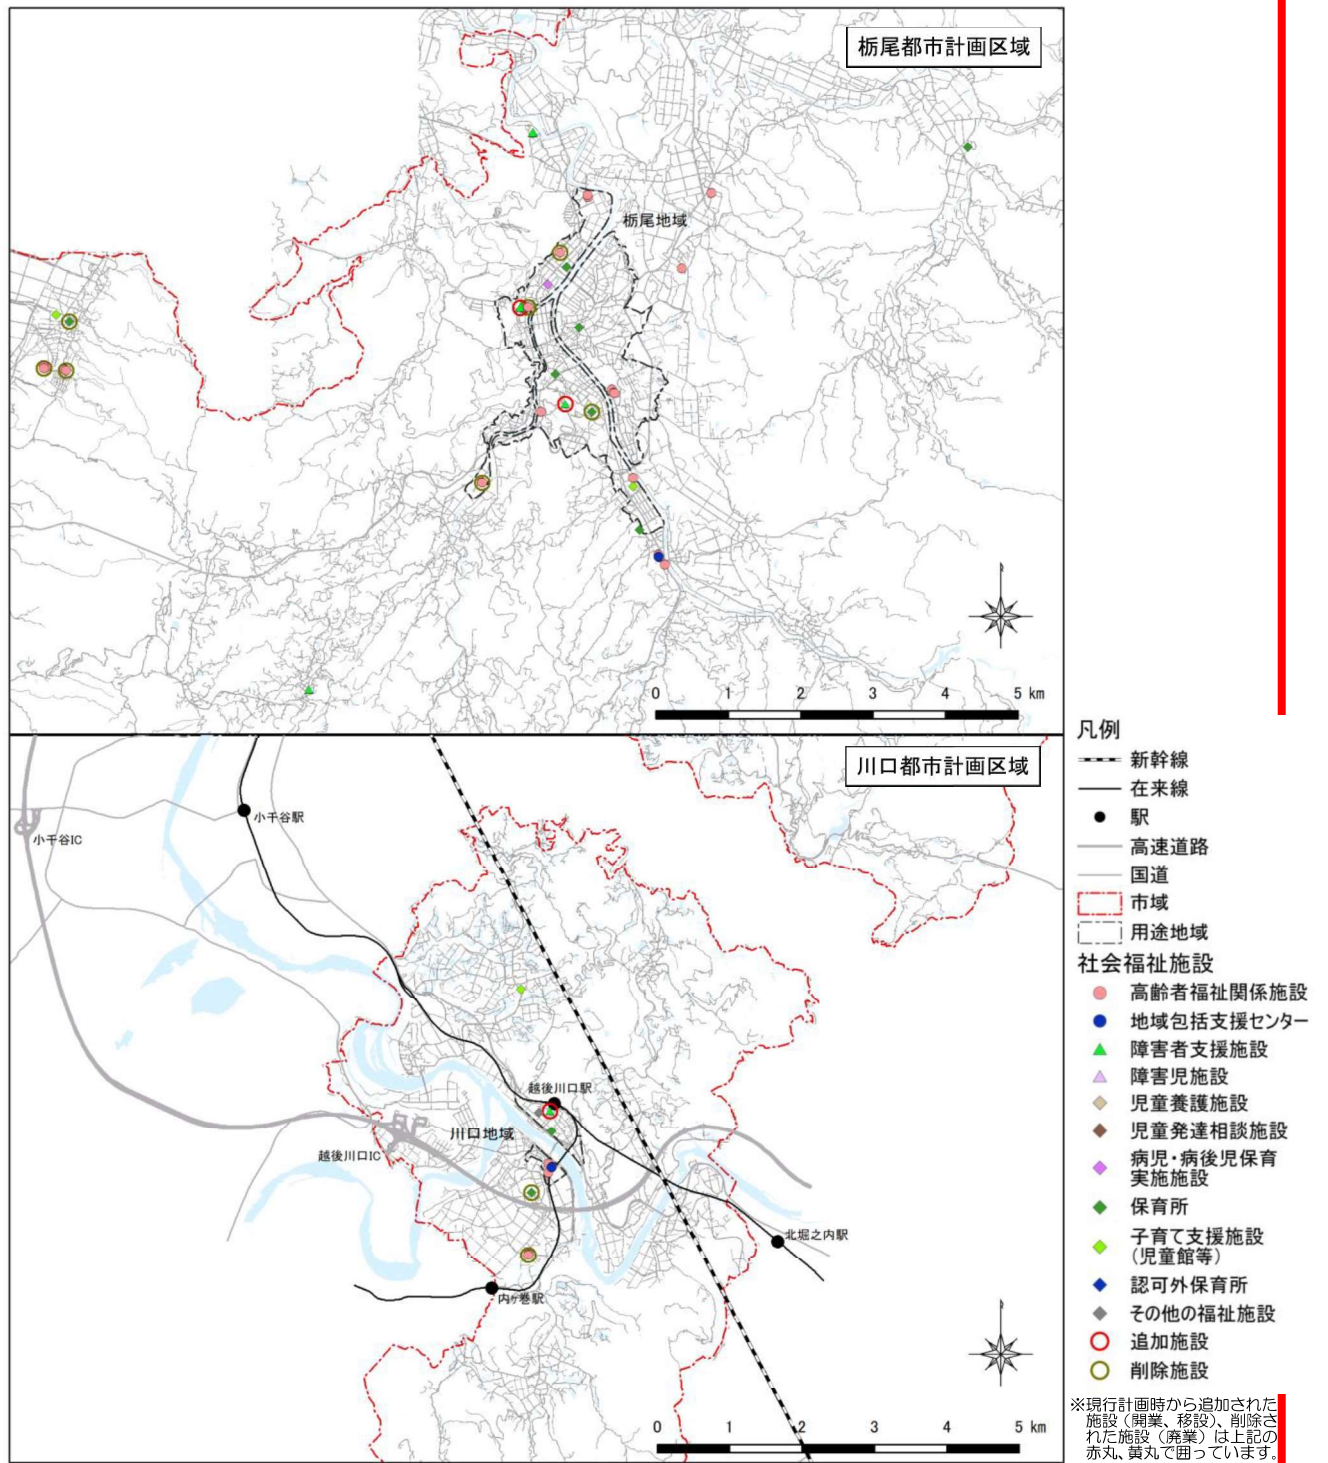 栃尾都市計画区域
栃尾地域
0 1 2 3 4 5 km
川口都市計画区域
小千谷駅
小千谷IC
越後川口駅
川口地域
越後川口IC
北堀之内駅
内ヶ巻駅
0 1 2 3 4 5 km
凡例
新幹線
在来線
駅
高速道路
国道
市域
用途地域
社会福祉施設
高齢者福祉関係施設
地域包括支援センター
障害者支援施設
障害児施設
児童養護施設
児童発達相談施設
病児・病後児保育
実施施設
保育所
子育て支援施設
(児童館等)
認可外保育所
その他の福祉施設
追加施設
削除施設
※現行計画時から追加された
施設(開業、移設)、削除さ
れた施設(廃業)は上記の
赤丸、黄丸で囲っています。